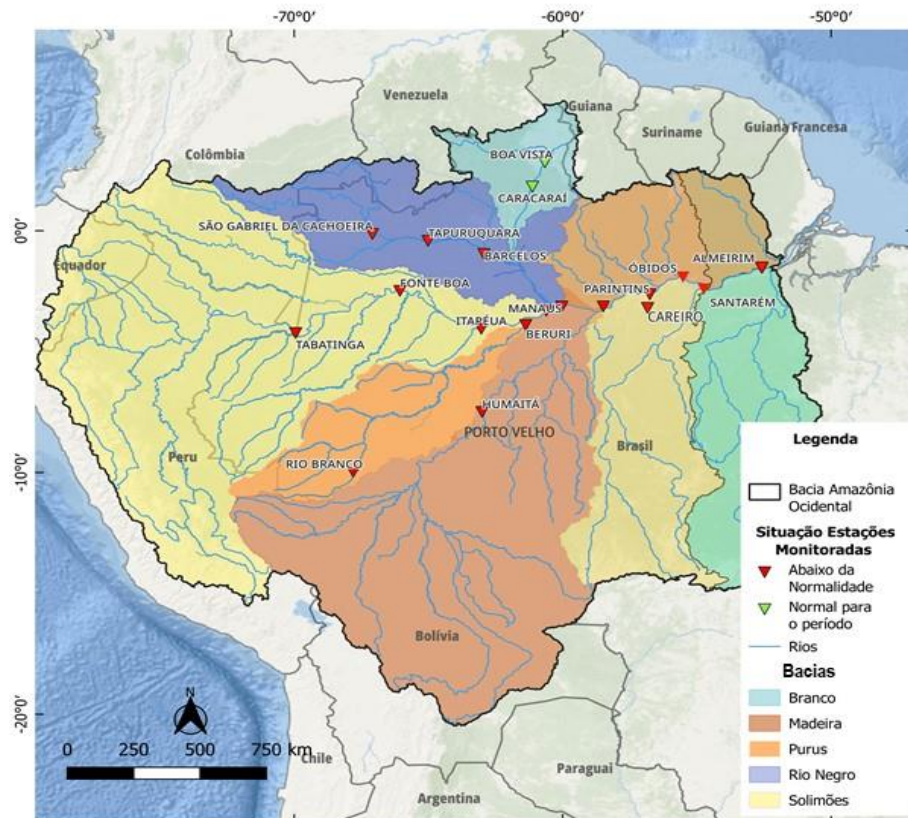 -70°0'
-60°0'
-50°0'
Venezuela
Guiana
Suriname
Guiana Francesa
Colômbia
BOA VISTA
CARACARAÍ
0°0'
SÃO GABRIEL DA CACHOEIRA
TAPURUQUARA
BARCELOS
Equador
FONTE BOA
ÓBIDOS
ALMEIRIM
PARINTINS
MANAUS
SANTARÉM
ITAPÉUA
CAREIRO
BERURI
TABATINGA
HUMAITÁ
PORTO VELHO
Brasil
Peru
RIO BRANCO
-10°0'
Bolívia
-20°0'
N
0 250 500 750 km
Chile
Paraguai
Argentina
Legenda
Bacia Amazônia
Ocidental
Situação Estações
Monitoradas
Abaixo da
Normalidade
Normal para
o período
Rios
Bacias
Branco
Madeira
Purus
Rio Negro
Solimões